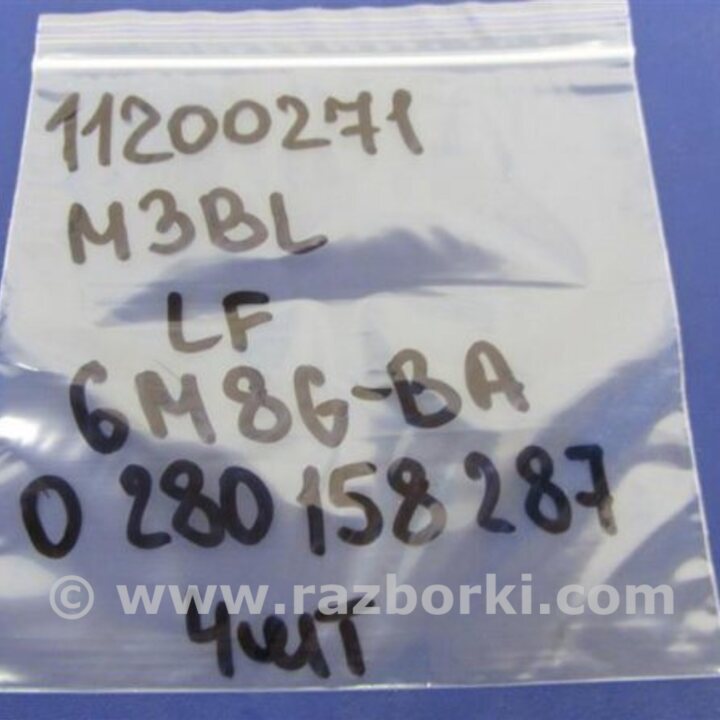 11200271
M3BL
LF
6M8G-BA
0 280 158 287
© www.razborki.com
4шт